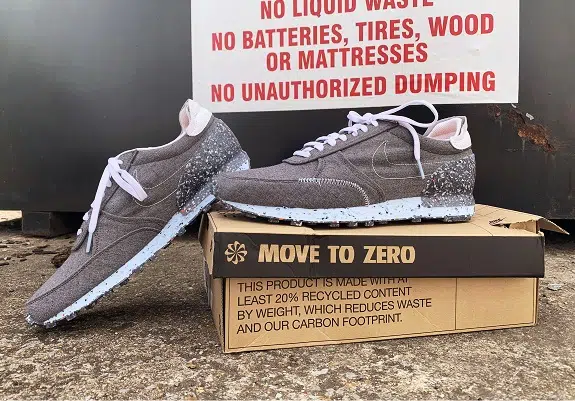 NO LIQUID WASTE
NO BATTERIES, TIRES, WOOD
OR MATTRESSES
NO UNAUTHORIZED DUMPING
MOVE TO ZERO
THIS PRODUCT IS MADE WITH AT
LEAST 20% RECYCLED CONTENT
BY WEIGHT, WHICH REDUCES WASTE
AND OUR CARBON FOOTPRINT.